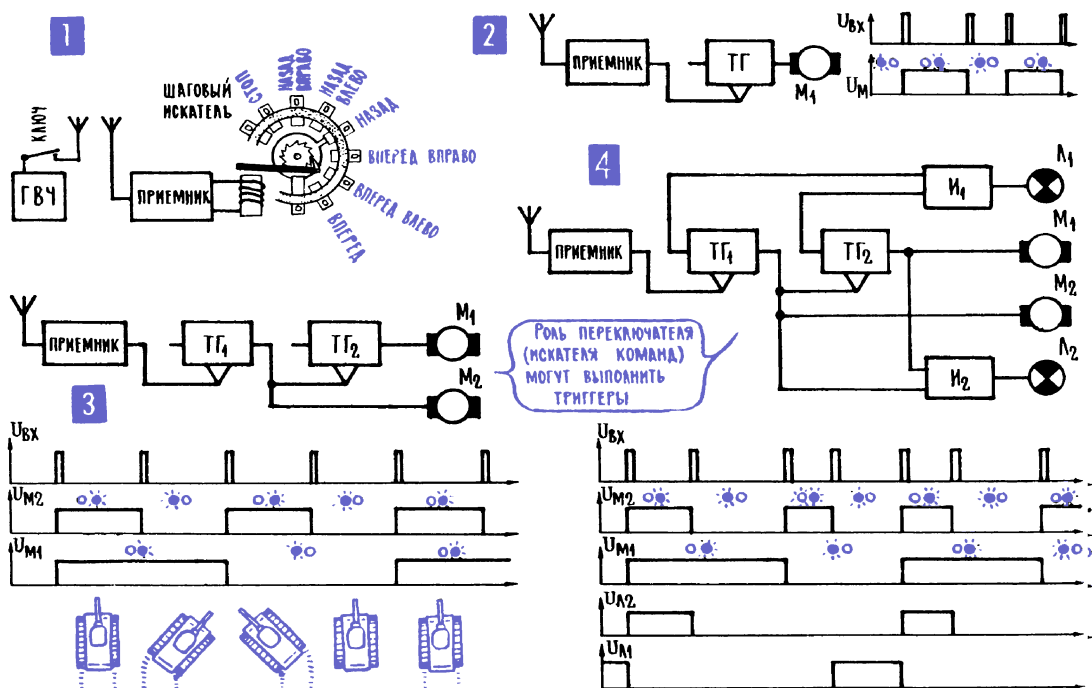 1
СТОП
НАЗАД
ВПРАВО
НАЗАД
ВЛЕВО
НАЗАД
ВПЕРЕД ВПРАВО
ВПЕРЕД ВЛЕВО
ВПЕРЕД
ШАГОВЫЙ
ИСКАТЕЛЬ
КЛЮЧ
ГВЧ
ПРИЕМНИК
2
ПРИЕМНИК
ТГ
М1
UВХ
UМ
3
ПРИЕМНИК
ТГ1
ТГ2
М1
М2
РОЛЬ ПЕРЕКЛЮЧАТЕЛЯ
(ИСКАТЕЛЯ КОМАНД)
МОГУТ ВЫПОЛНИТЬ
ТРИГГЕРЫ
4
ПРИЕМНИК
ТГ1
ТГ2
И1
И2
Л1
М1
М2
Л2
UВХ
UМ2
UМ1
UВХ
UМ2
UМ1
UЛ2
UЛ1